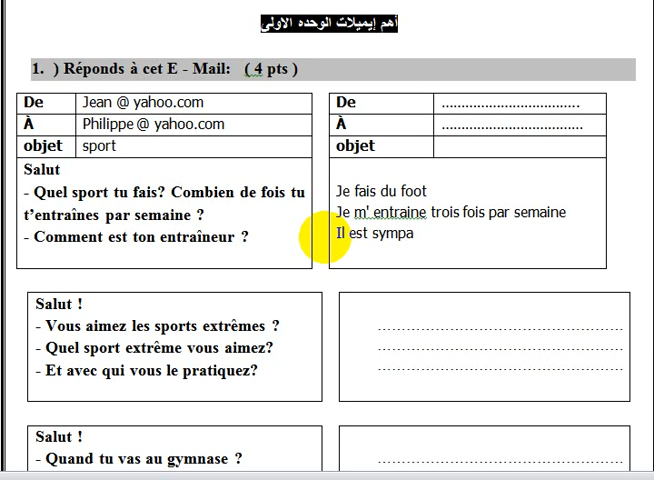 أهم إيميلات الوحده الاولي
1. ) Réponds à cet E - Mail: ( 4 pts )
De Jean @ yahoo.com
À Philippe @ yahoo.com
objet sport
Salut
- Quel sport tu fais? Combien de fois tu
t'entraînes par semaine ?
- Comment est ton entraîneur ?
De ...................................
À ....................................
objet
Je fais du foot
Je m' entraine trois fois par semaine
Il est sympa
Salut !
- Vous aimez les sports extrêmes ?
- Quel sport extrême vous aimez?
- Et avec qui vous le pratiquez?
Salut !
- Quand tu vas au gymnase ?